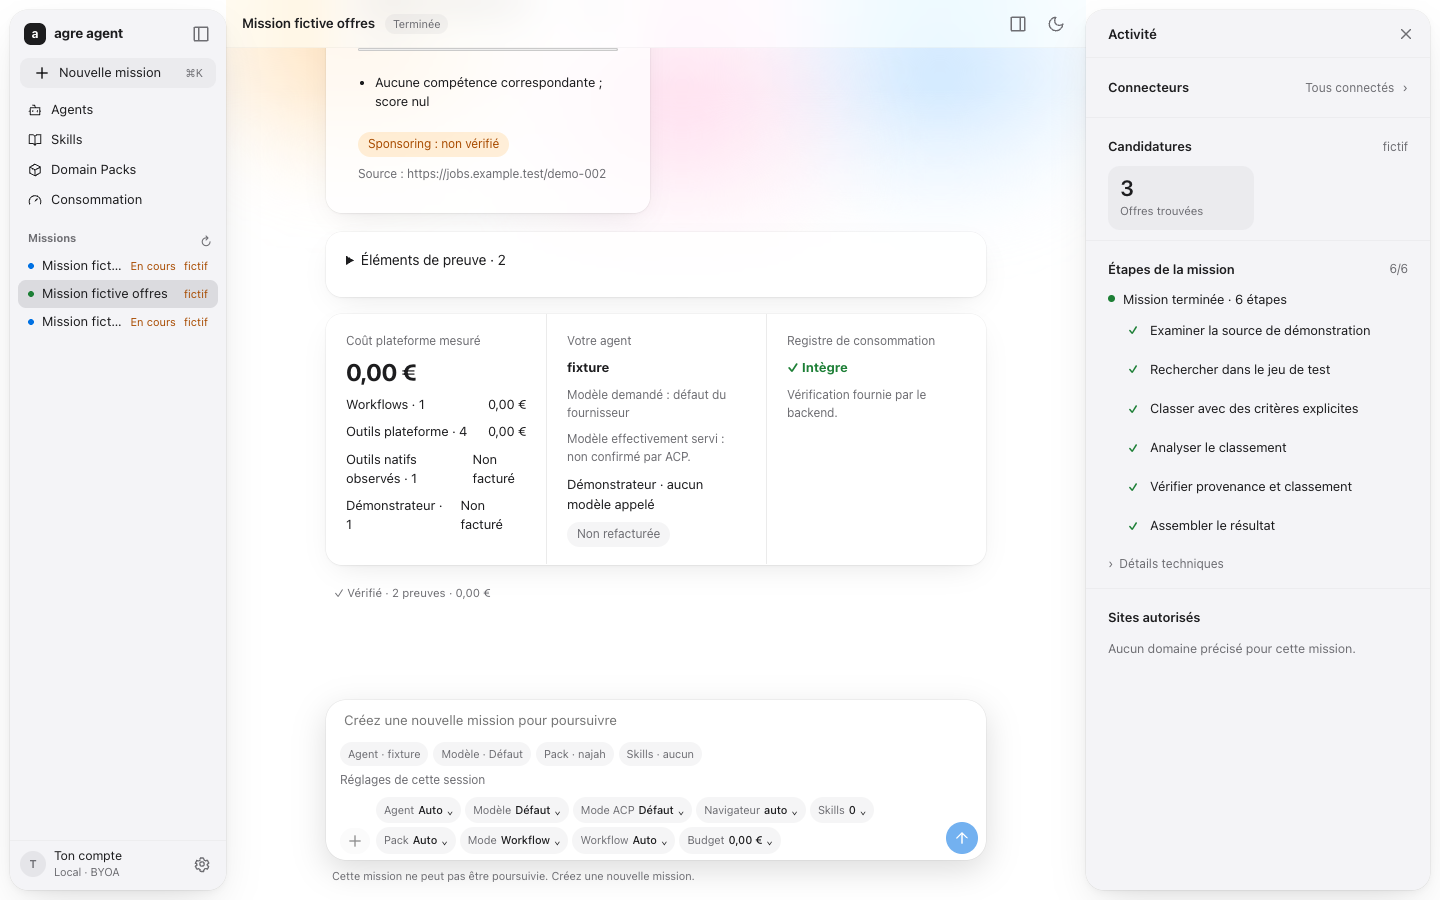 a agre agent
Nouvelle mission ⌘K
Agents
Skills
Domain Packs
Consommation
Missions
Mission fict... En cours fictif
Mission fictive offres fictif
Mission fict... En cours fictif
T
Ton compte
Local · BYOA
Mission fictive offres Terminée
• Aucune compétence correspondante ;
score nul
Sponsoring : non vérifié
Source : https://jobs.example.test/demo-002
Éléments de preuve · 2
Coût plateforme mesuré
0,00 €
Workflows · 1 0,00 €
Outils plateforme · 4 0,00 €
Outils natifs
observés · 1
Non
facturé
Démonstrateur ·
1
Non
facturé
Votre agent
fixture
Modèle demandé : défaut du
fournisseur
Modèle effectivement servi :
non confirmé par ACP.
Démonstrateur · aucun
modèle appelé
Non refacturée
Registre de consommation
✓ Intègre
Vérification fournie par le
backend.
✓ Vérifié · 2 preuves · 0,00 €
Créez une nouvelle mission pour poursuivre
Agent · fixture Modèle · Défaut Pack · najah Skills · aucun
Réglages de cette session
Agent Auto Modèle Défaut Mode ACP Défaut Navigateur auto Skills 0
Pack Auto Mode Workflow Workflow Auto Budget 0,00 €
Cette mission ne peut pas être poursuivie. Créez une nouvelle mission.
Activité
Connecteurs Tous connectés ›
Candidatures fictif
3
Offres trouvées
Étapes de la mission 6/6
Mission terminée · 6 étapes
✓ Examiner la source de démonstration
✓ Rechercher dans le jeu de test
✓ Classer avec des critères explicites
✓ Analyser le classement
✓ Vérifier provenance et classement
✓ Assembler le résultat
› Détails techniques
Sites autorisés
Aucun domaine précisé pour cette mission.